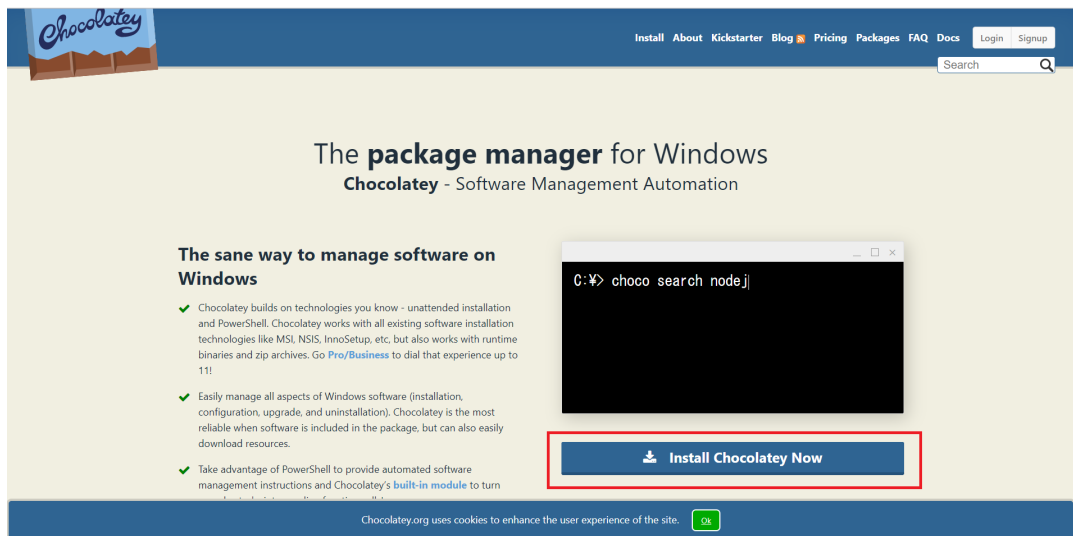 Chocolatey
Install About Kickstarter Blog Pricing Packages FAQ Docs Login Signup
Search
The package manager for Windows
Chocolatey - Software Management Automation
The sane way to manage software on
Windows
Chocolatey builds on technologies you know - unattended installation
and PowerShell. Chocolatey works with all existing software installation
technologies like MSI, NSIS, InnoSetup, etc, but also works with runtime
binaries and zip archives. Go Pro/Business to dial that experience up to
11!
Easily manage all aspects of Windows software (installation,
configuration, upgrade, and uninstallation). Chocolatey is the most
reliable when software is included in the package, but can also easily
download resources.
Take advantage of PowerShell to provide automated software
management instructions and Chocolatey's built-in module to turn
C:¥> choco search nodej
Install Chocolatey Now
Chocolatey.org uses cookies to enhance the user experience of the site. Ok